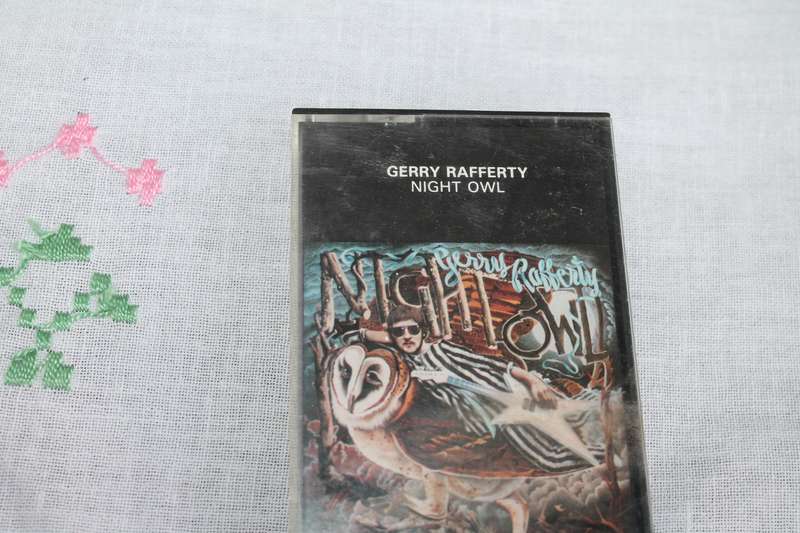 GERRY RAFFERTY
NIGHT OWL
Gerry Rafferty
NIGHT
OWL